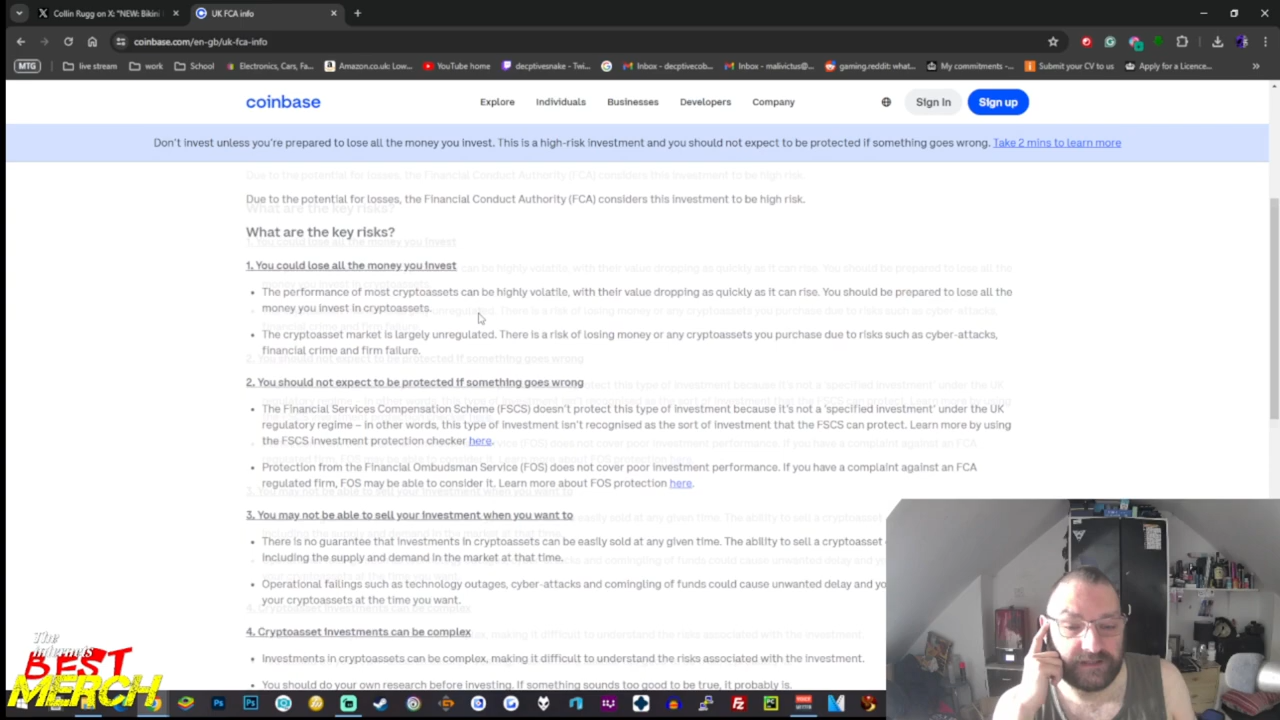 Collin Rugg on X: "NEW: Bikini
UK FCA info
coinbase.com/en-gb/uk-fca-info
MTG
live stream
work
School
Electronics, Cars, Fa...
Amazon.co.uk: Low...
YouTube home
decptivesnake - Twi...
Inbox - decptivecob...
Inbox - malivictus@...
gaming.reddit: what...
My commitments -...
Submit your CV to us
Apply for a Licence...
coinbase
Explore
Individuals
Businesses
Developers
Company
Sign in
Sign up
Don't invest unless you're prepared to lose all the money you invest. This is a high-risk investment and you should not expect to be protected if something goes wrong. Take 2 mins to learn more
Due to the potential for losses, the Financial Conduct Authority (FCA) considers this investment to be high risk.
What are the key risks?
1. You could lose all the money you invest
The performance of most cryptoassets can be highly volatile, with their value dropping as quickly as it can rise. You should be prepared to lose all the
money you invest in cryptoassets.
The cryptoasset market is largely unregulated. There is a risk of losing money or any cryptoassets you purchase due to risks such as cyber-attacks,
financial crime and firm failure.
2. You should not expect to be protected if something goes wrong
The Financial Services Compensation Scheme (FSCS) doesn't protect this type of investment because it's not a 'specified investment' under the UK
regulatory regime – in other words, this type of investment isn't recognised as the sort of investment that the FSCS can protect. Learn more by using
the FSCS investment protection checker here.
Protection from the Financial Ombudsman Service (FOS) does not cover poor investment performance. If you have a complaint against an FCA
regulated firm, FOS may be able to consider it. Learn more about FOS protection here.
3. You may not be able to sell your investment when you want to
There is no guarantee that investments in cryptoassets can be easily sold at any given time. The ability to sell a cryptoasset
including the supply and demand in the market at that time.
Operational failings such as technology outages, cyber-attacks and comingling of funds could cause unwanted delay and
your cryptoassets at the time you want.
4. Cryptoasset investments can be complex
Investments in cryptoassets can be complex, making it difficult to understand the risks associated with the investment.
You should do your own research before investing. If something sounds too good to be true, it probably is.
The
Internets
BEST
MERCH